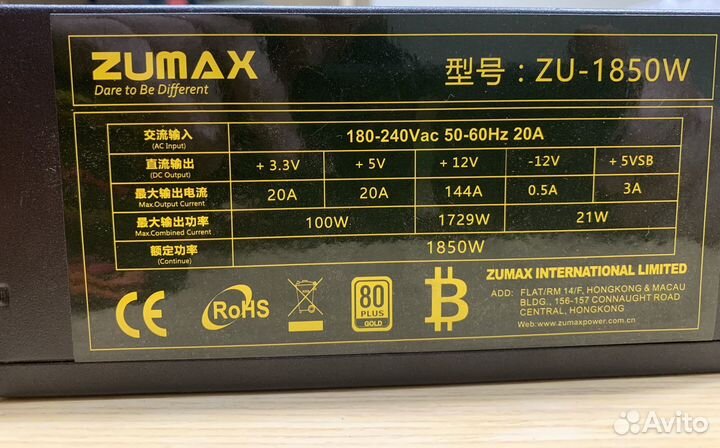 ZUMAX
Dare to Be Different
型号：ZU-1850W
交流输入
(AC Input)
180-240Vac 50-60Hz 20A
直流输出
(DC Output)
+ 3.3V + 5V + 12V -12V + 5VSB
最大输出电流
Max.Output Current
20A 20A 144A 0.5A 3A
最大输出功率
Max.Combined Current
100W 1729W 21W
额定功率
(Continue)
1850W
CE
RoHS
80
PLUS
GOLD
ZUMAX INTERNATIONAL LIMITED
ADD: FLAT/RM 14/F, HONGKONG & MACAU
BLDG., 156-157 CONNAUGHT ROAD
CENTRAL, HONGKONG
Web:www.zumaxpower.com.cn
Avito